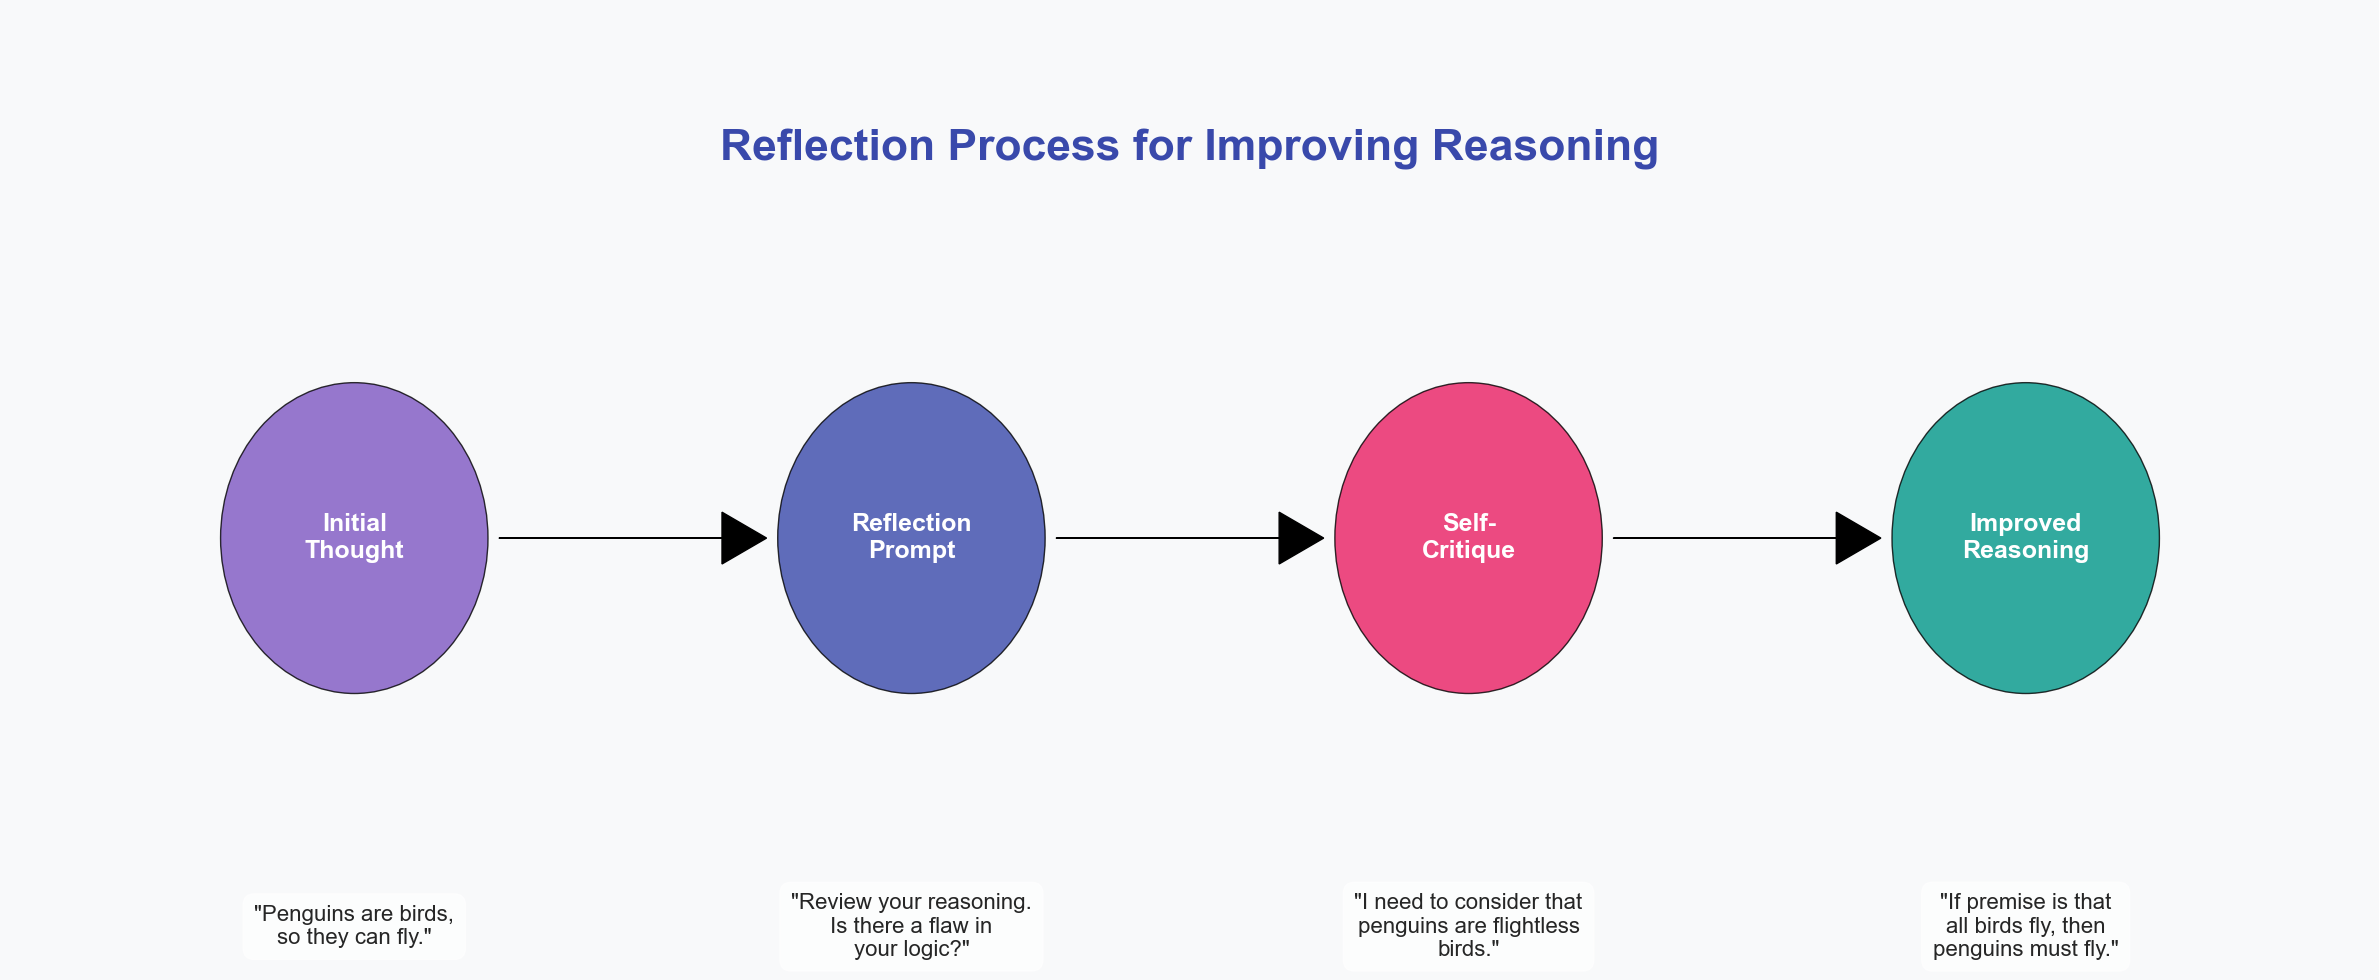 Reflection Process for Improving Reasoning
Initial
Thought
Reflection
Prompt
Self-
Critique
Improved
Reasoning
"Penguins are birds,
so they can fly."
"Review your reasoning.
Is there a flaw in
your logic?"
"I need to consider that
penguins are flightless
birds."
"If premise is that
all birds fly, then
penguins must fly."